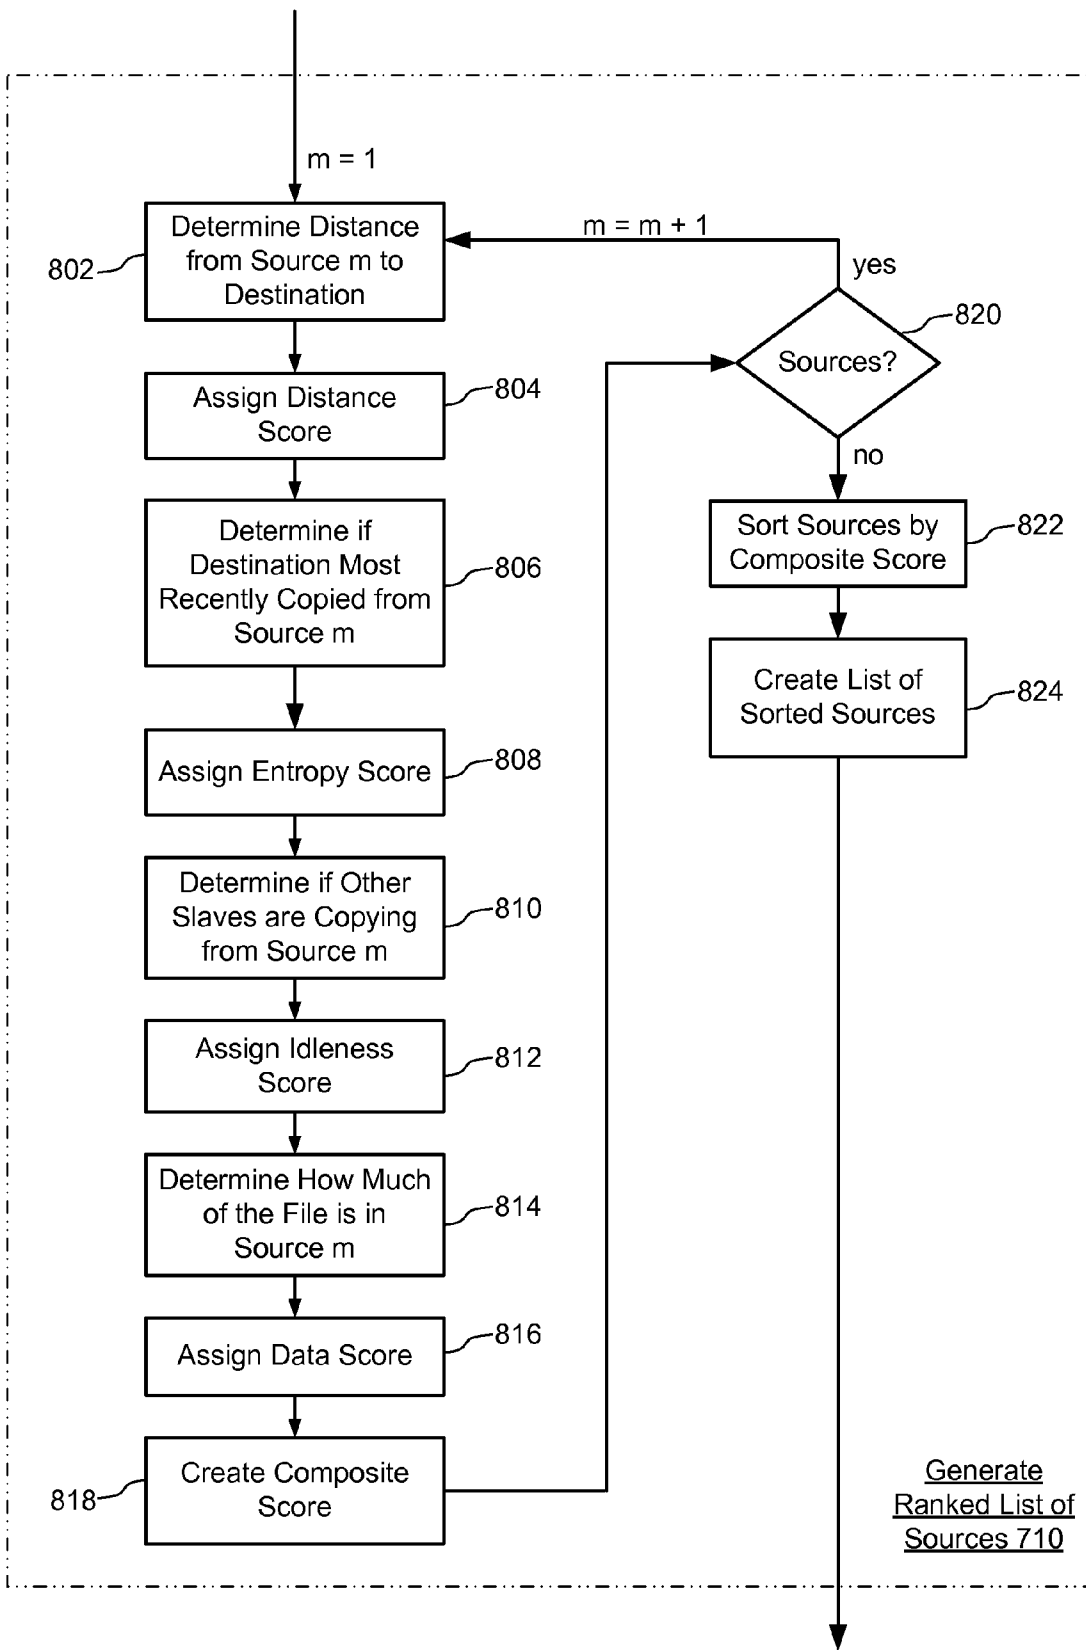 m = 1
Determine Distance
from Source m to
Destination
802
Assign Distance
Score
804
Determine if
Destination Most
Recently Copied from
Source m
806
Assign Entropy Score
808
Determine if Other
Slaves are Copying
from Source m
810
Assign Idleness
Score
812
Determine How Much
of the File is in
Source m
814
Assign Data Score
816
Create Composite
Score
818
m = m + 1
yes
820
Sources?
no
Sort Sources by
Composite Score
822
Create List of
Sorted Sources
824
Generate
Ranked List of
Sources 710